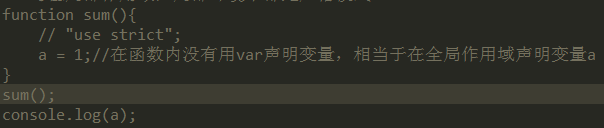 function sum(){
// "use strict";
a = 1;//在函数内没有用var声明变量，相当于在全局作用域声明变量a
}
sum();
console.log(a);